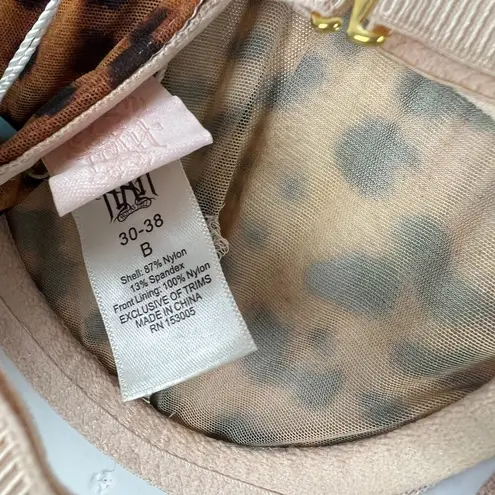 30-38
B
Shell: 87% Nylon
13% Spandex
Front Lining: 100% Nylon
EXCLUSIVE OF TRIMS
MADE IN CHINA
RN 153005